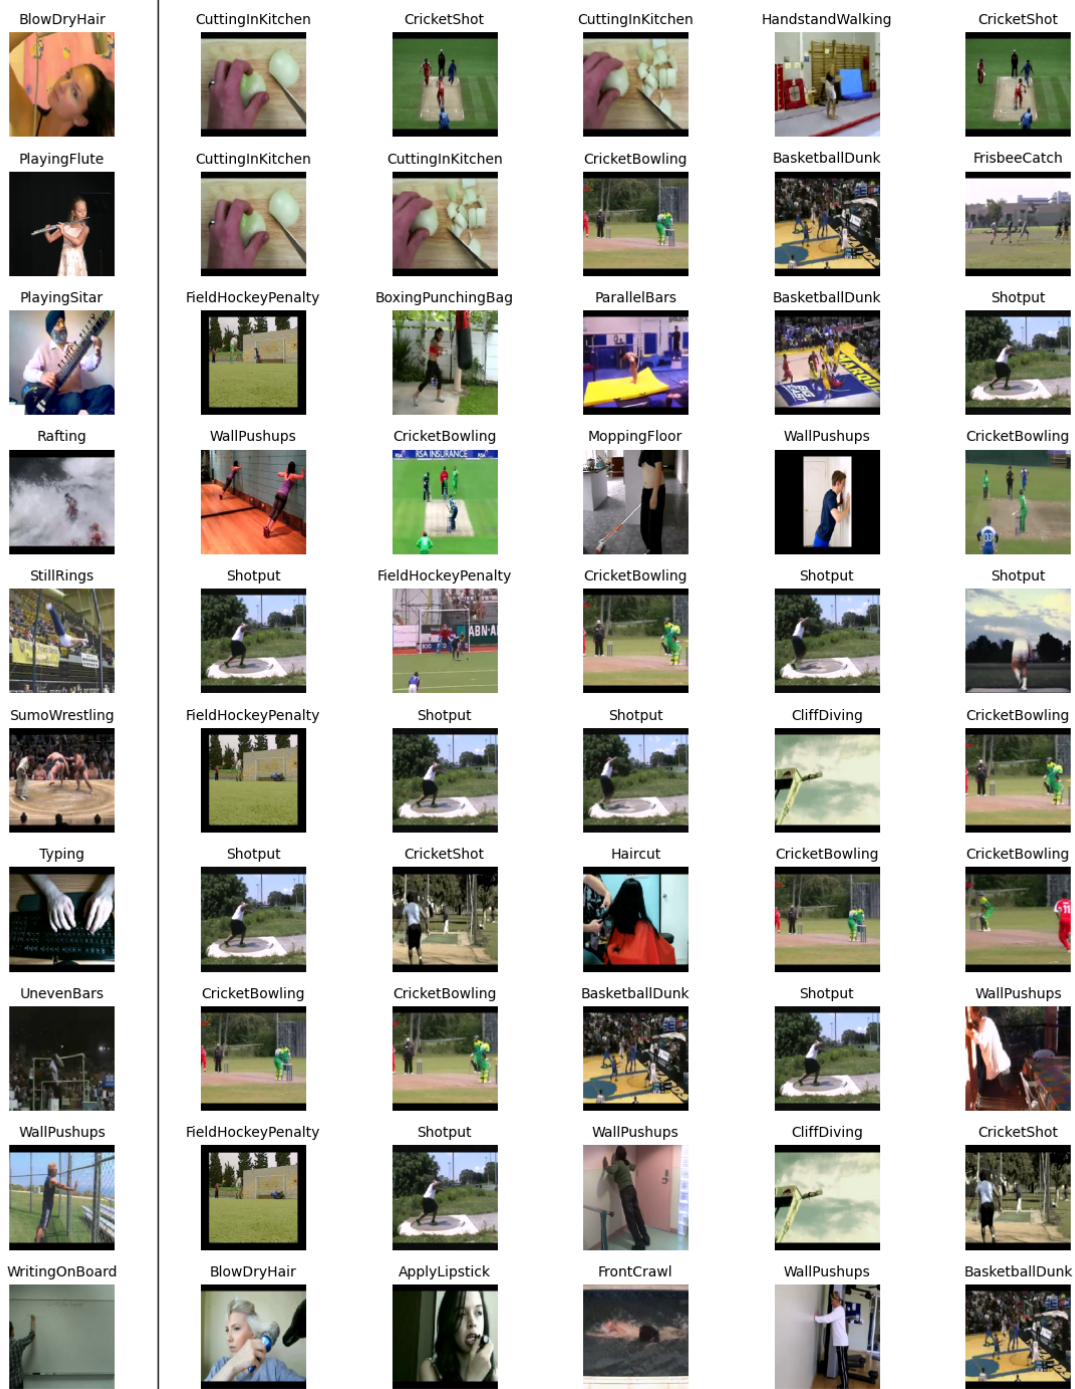 BlowDryHair CuttingInKitchen CricketShot CuttingInKitchen HandstandWalking CricketShot
PlayingFlute CuttingInKitchen CuttingInKitchen CricketBowling BasketballDunk FrisbeeCatch
PlayingSitar FieldHockeyPenalty BoxingPunchingBag ParallelBars BasketballDunk Shotput
Rafting WallPushups CricketBowling MoppingFloor WallPushups CricketBowling
RSA INSURANCE
StillRings Shotput FieldHockeyPenalty CricketBowling Shotput Shotput
ABN·A
SumoWrestling FieldHockeyPenalty Shotput Shotput CliffDiving CricketBowling
Typing Shotput CricketShot Haircut CricketBowling CricketBowling
UnevenBars CricketBowling CricketBowling BasketballDunk Shotput WallPushups
WallPushups FieldHockeyPenalty Shotput WallPushups CliffDiving CricketShot
WritingOnBoard BlowDryHair ApplyLipstick FrontCrawl WallPushups BasketballDunk